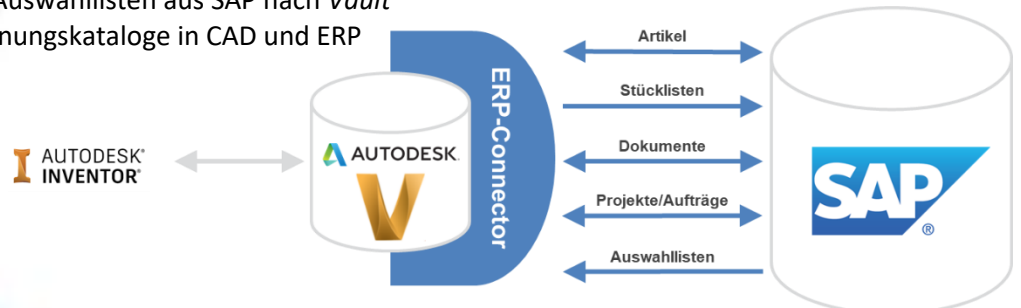 Auswahllisten aus SAP nach Vault
nungskataloge in CAD und ERP
AUTODESK®
INVENTOR®
AUTODESK.
ERP-Connector
Artikel
Stücklisten
Dokumente
Projekte/Aufträge
Auswahllisten
SAP
®